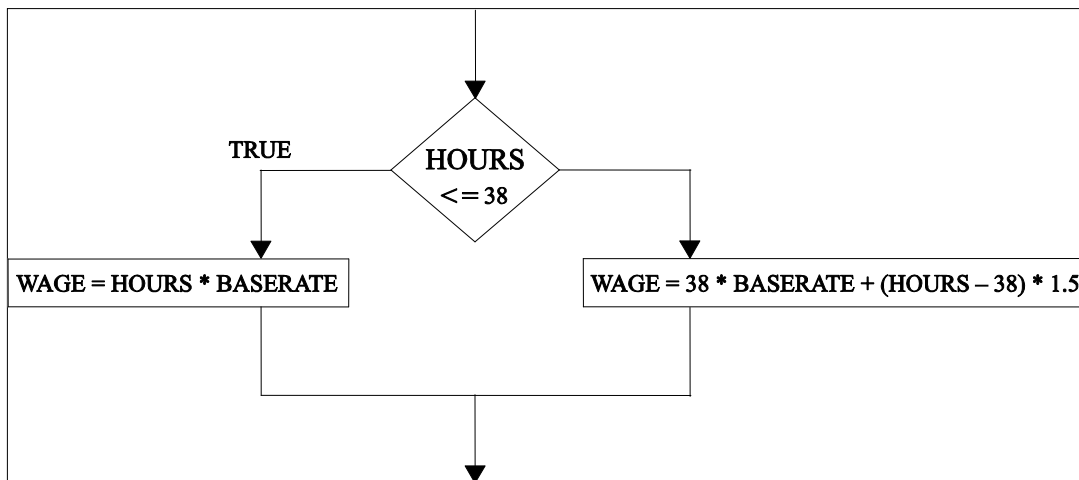 TRUE
HOURS
<= 38
WAGE = HOURS * BASERATE
WAGE = 38 * BASERATE + (HOURS – 38) * 1.5